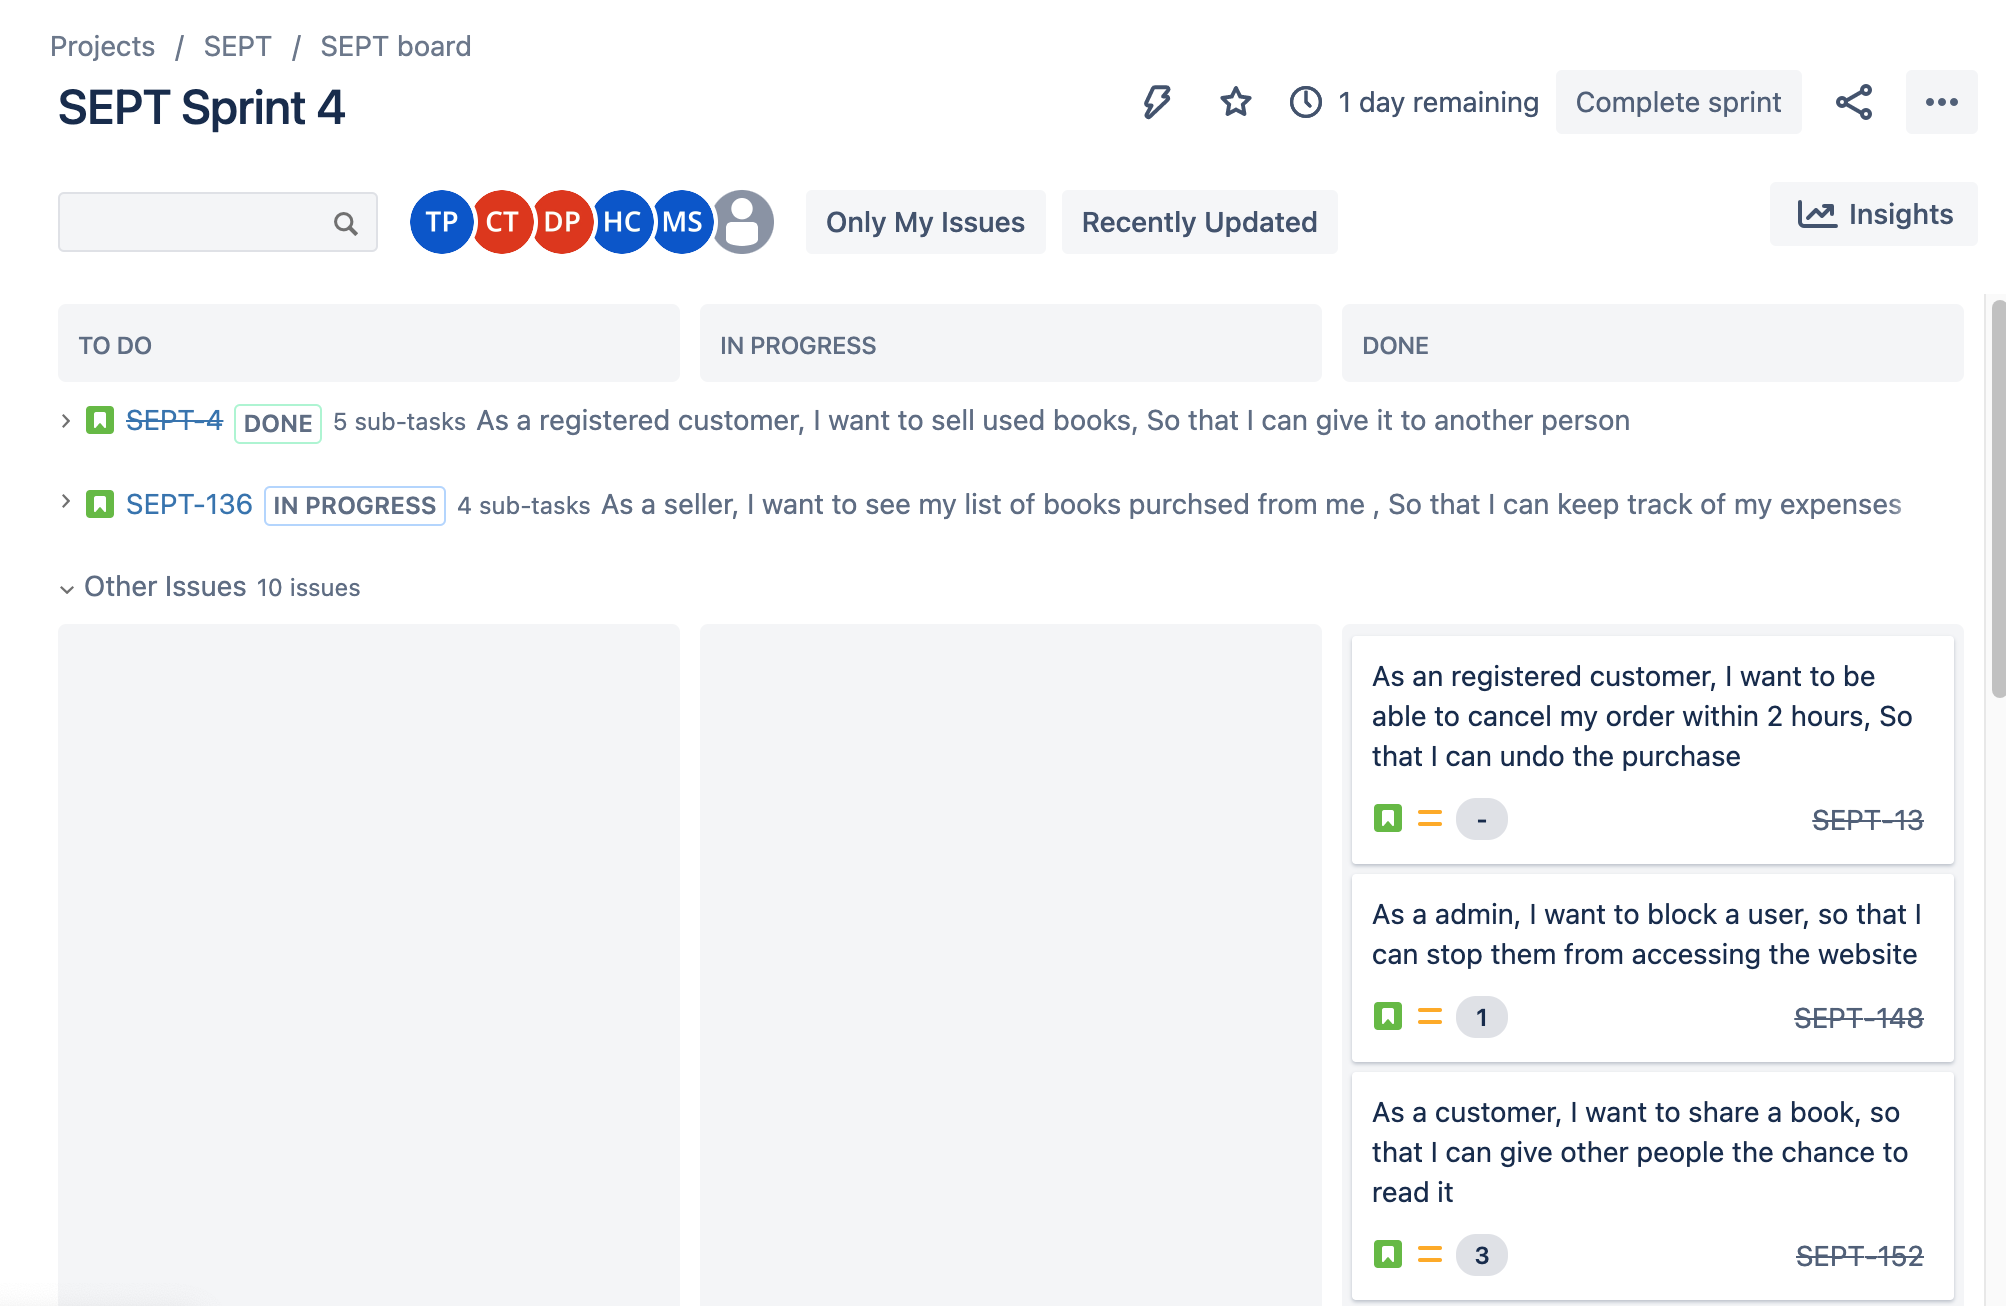 Projects / SEPT / SEPT board
SEPT Sprint 4
1 day remaining
Complete sprint
TP CT DP HC MS
Only My Issues
Recently Updated
Insights
TO DO
IN PROGRESS
DONE
SEPT-4 DONE 5 sub-tasks As a registered customer, I want to sell used books, So that I can give it to another person
SEPT-136 IN PROGRESS 4 sub-tasks As a seller, I want to see my list of books purchsed from me , So that I can keep track of my expenses
Other Issues 10 issues
As an registered customer, I want to be
able to cancel my order within 2 hours, So
that I can undo the purchase
- SEPT-13
As a admin, I want to block a user, so that I
can stop them from accessing the website
1 SEPT-148
As a customer, I want to share a book, so
that I can give other people the chance to
read it
3 SEPT-152